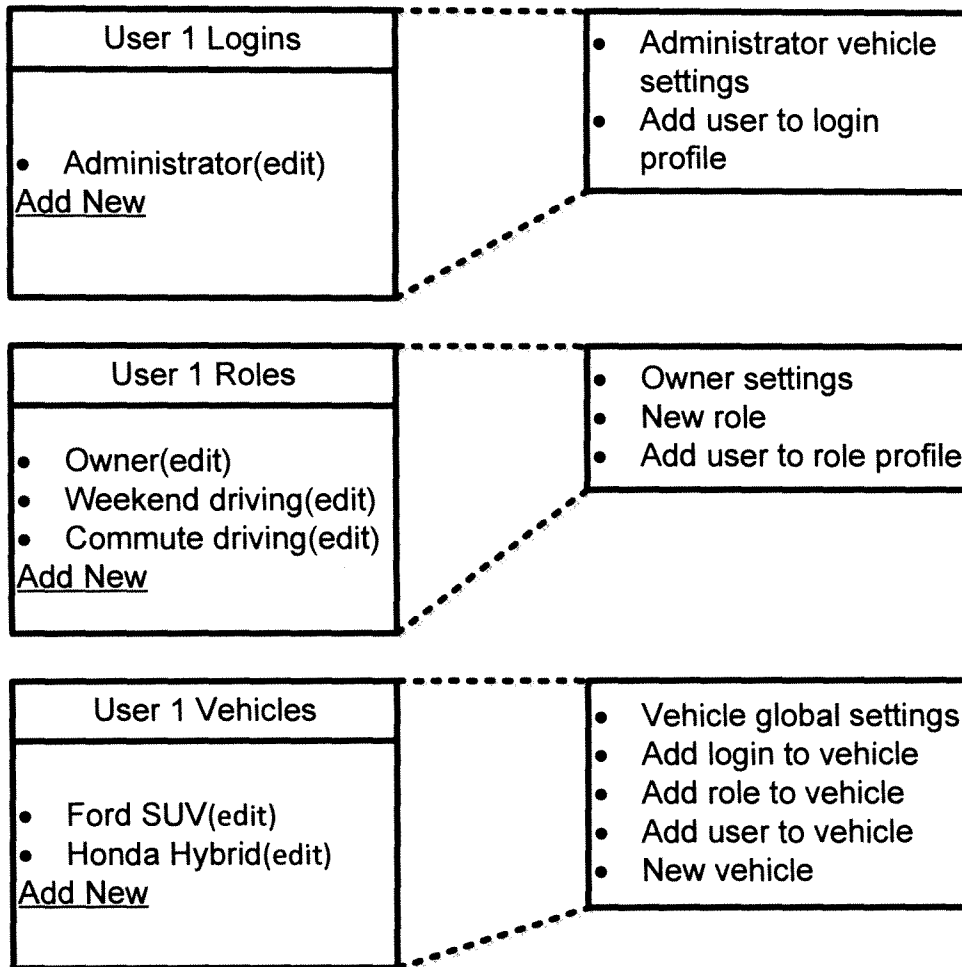 User 1 Logins
• Administrator(edit)
Add New
• Administrator vehicle
settings
• Add user to login
profile
User 1 Roles
• Owner(edit)
• Weekend driving(edit)
• Commute driving(edit)
Add New
• Owner settings
• New role
• Add user to role profile
User 1 Vehicles
• Ford SUV(edit)
• Honda Hybrid(edit)
Add New
• Vehicle global settings
• Add login to vehicle
• Add role to vehicle
• Add user to vehicle
• New vehicle